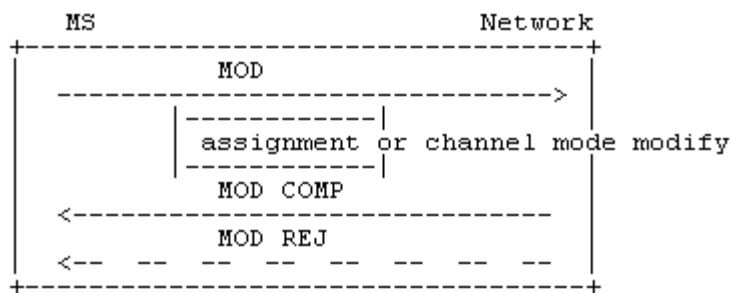 MS Network
MOD
assignment or channel mode modify
MOD COMP
MOD REJ